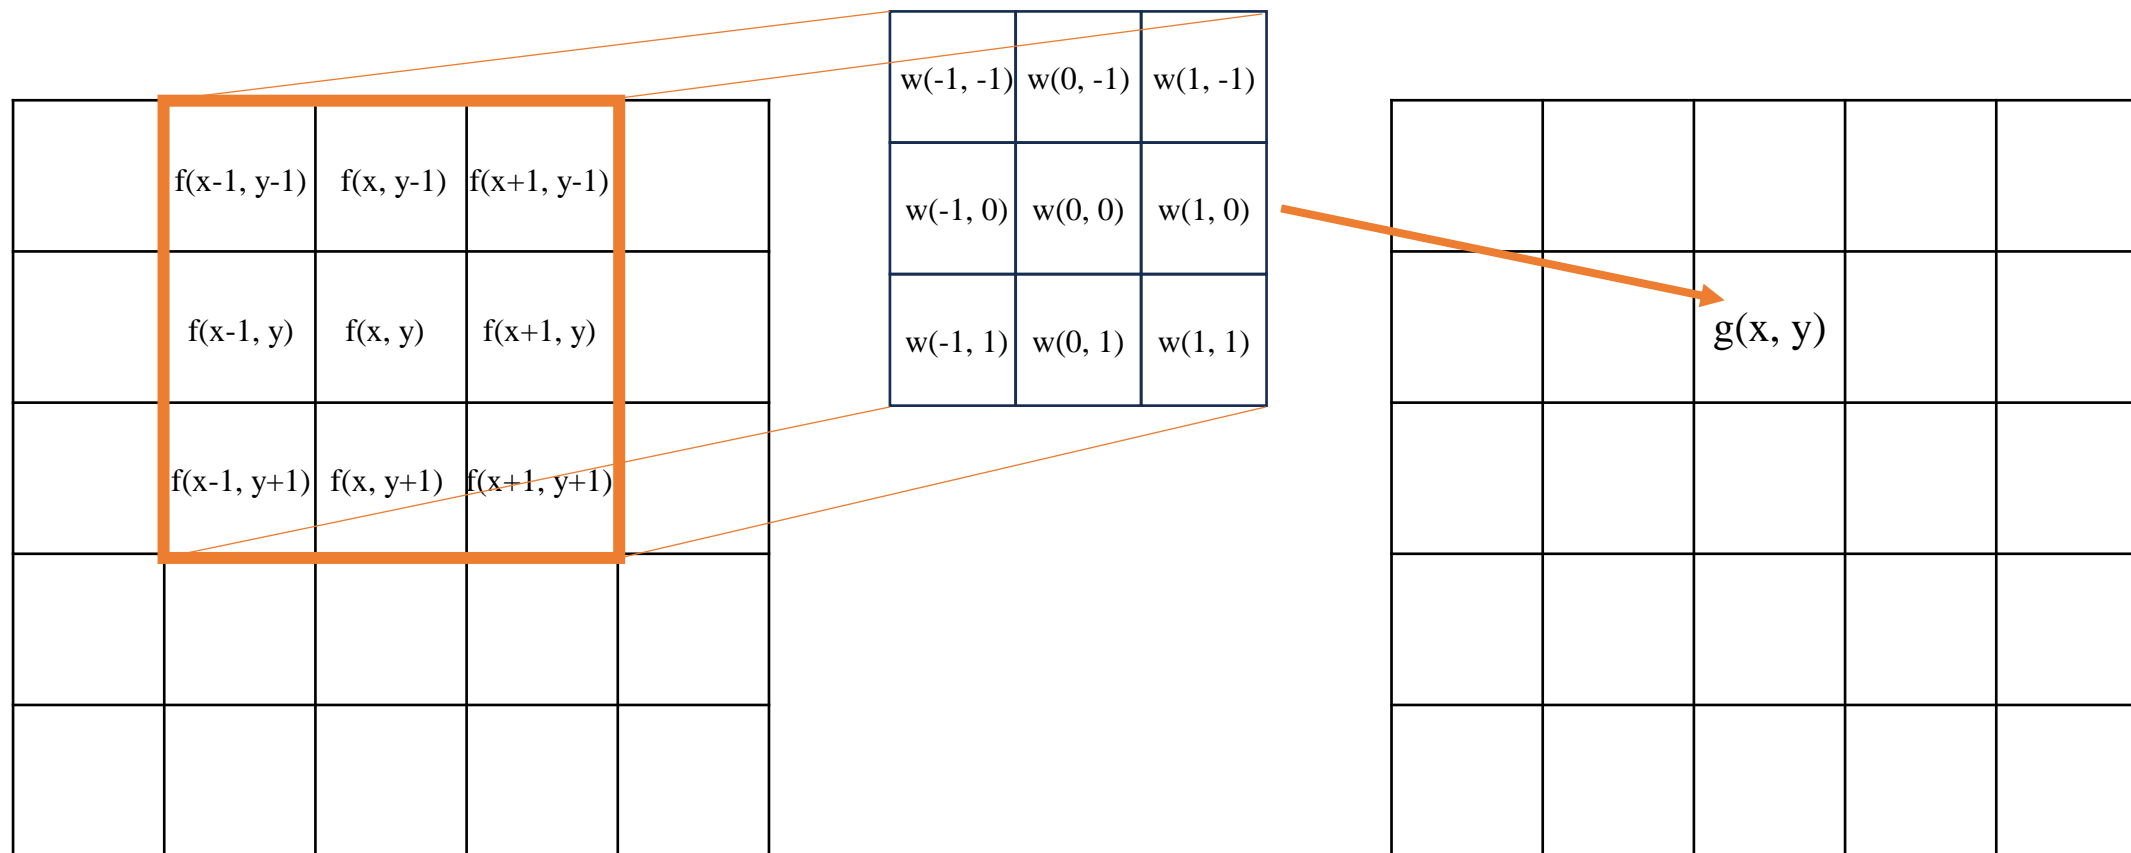 w(-1, -1) w(0, -1) w(1, -1)
f(x-1, y-1) f(x, y-1) f(x+1, y-1)
w(-1, 0) w(0, 0) w(1, 0)
f(x-1, y) f(x, y) f(x+1, y)
w(-1, 1) w(0, 1) w(1, 1)
g(x, y)
f(x-1, y+1) f(x, y+1) f(x+1, y+1)